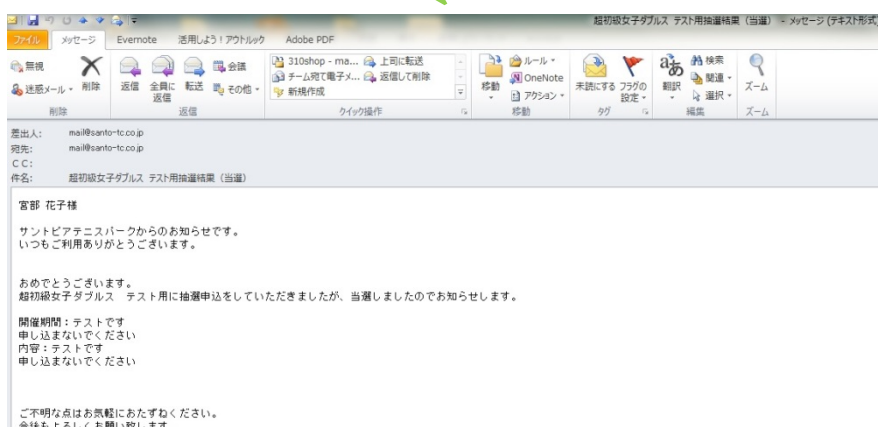 超初級女子ダブルス テスト用抽選結果（当選） - メッセージ (テキスト形式)
ファイル メッセージ Evernote 活用しよう！アウトルック Adobe PDF
無視
迷惑メール
削除
返信
全員に返信
転送
会議
その他
310shop - ma...
チーム宛て電子メ...
新規作成
上司に転送
返信して削除
移動
ルール
OneNote
アクション
未読にする
フラグの設定
翻訳
検索
関連
選択
ズーム
削除 返信 クイック操作 移動 タグ 編集 ズーム
差出人: mail@santo-tc.co.jp
宛先: mail@santo-tc.co.jp
CC:
件名: 超初級女子ダブルス テスト用抽選結果（当選）
宮部 花子様
サントピアテニスパークからのお知らせです。
いつもご利用ありがとうございます。
おめでとうございます。
超初級女子ダブルス テスト用に抽選申込をしていただきましたが、当選しましたのでお知らせします。
開催期間：テストです
申し込まないでください
内容：テストです
申し込まないでください
ご不明な点はお気軽におたずねください。
今後もよろしくお願い致します。